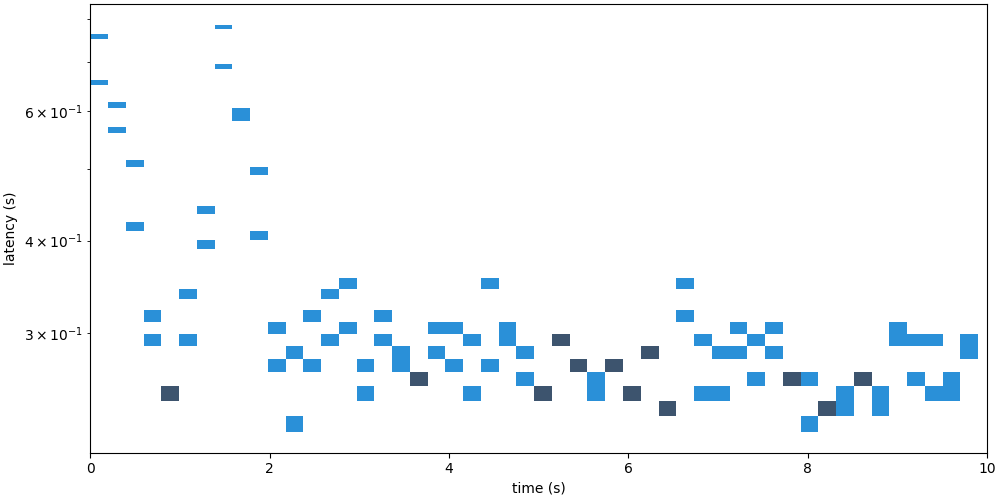 latency (s)
6 × 10⁻¹
4 × 10⁻¹
3 × 10⁻¹
0 2 4 6 8 10
time (s)